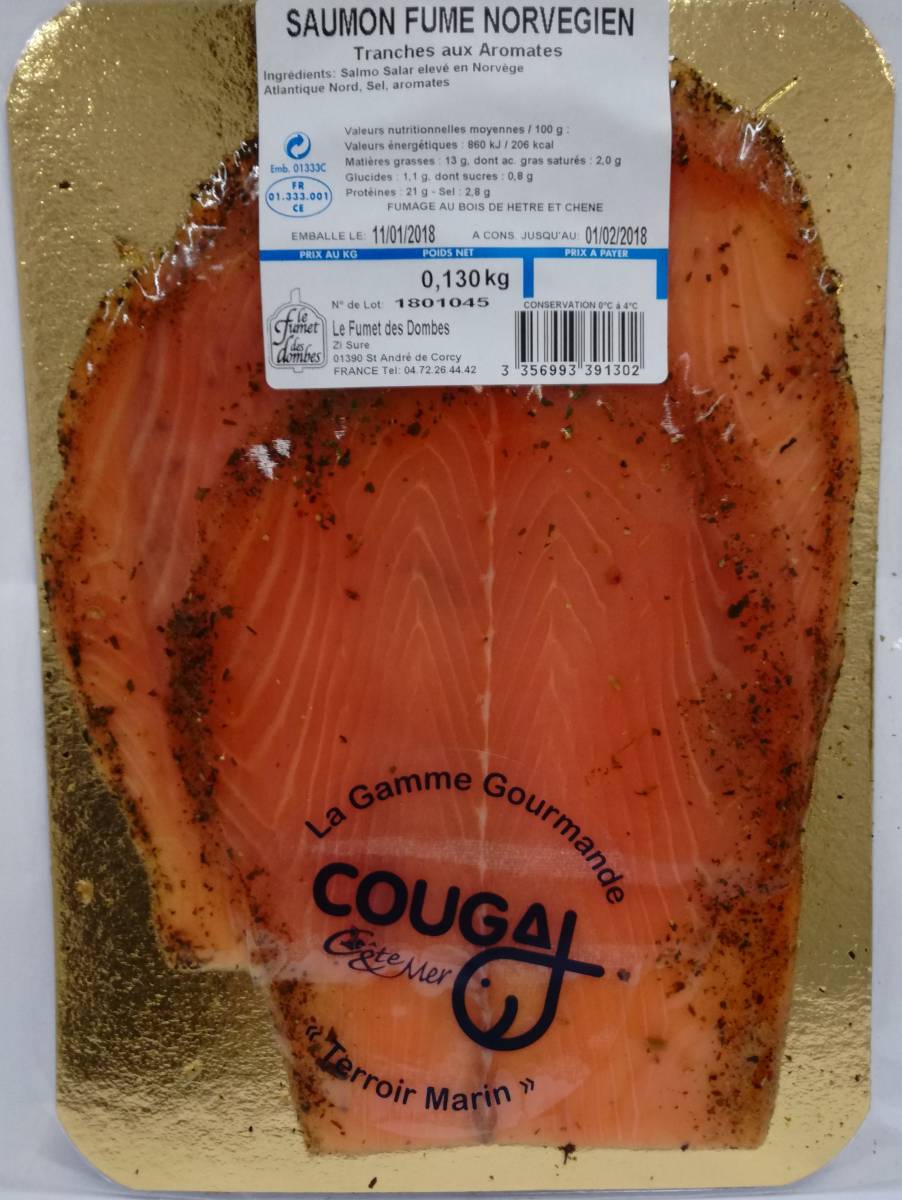 SAUMON FUME NORVEGIEN
Tranches aux Aromates
Ingrédients: Salmo Salar elevé en Norvège
Atlantique Nord, Sel, aromates
Valeurs nutritionnelles moyennes / 100 g :
Valeurs énergétiques : 860 kJ / 206 kcal
Matières grasses : 13 g, dont ac. gras saturés : 2,0 g
Glucides : 1,1 g. dont sucres : 0,8 g
Protéines : 21 g - Sel : 2,8 g
FUMAGE AU BOIS DE HETRE ET CHENE
Emb. 01333C
FR
01.333.001
CE
EMBALLE LE: 11/01/2018 A CONS. JUSQU'AU: 01/02/2018
PRIX AU KG POIDS NET PRIX A PAYER
0,130 kg
N° de Lot: 1801045 CONSERVATION 0°C à 4°C
le
fumet
des
dombes
Le Fumet des Dombes
Zi Sure
01390 St André de Corcy
FRANCE Tel: 04.72.26.44.42
3 356993 391302
La Gamme Gourmande
COUGAJ
Côte & Mer
« Terroir Marin »